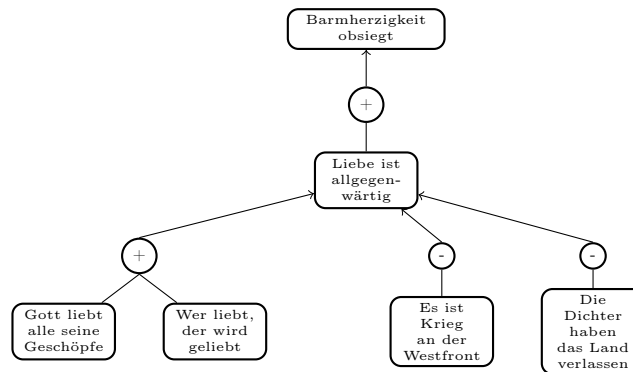 Barmherzigkeit
obsiegt
+
Liebe ist
allgegen-
wärtig
+
-
-
Gott liebt
alle seine
Geschöpfe
Wer liebt,
der wird
geliebt
Es ist
Krieg
an der
Westfront
Die
Dichter
haben
das Land
verlassen